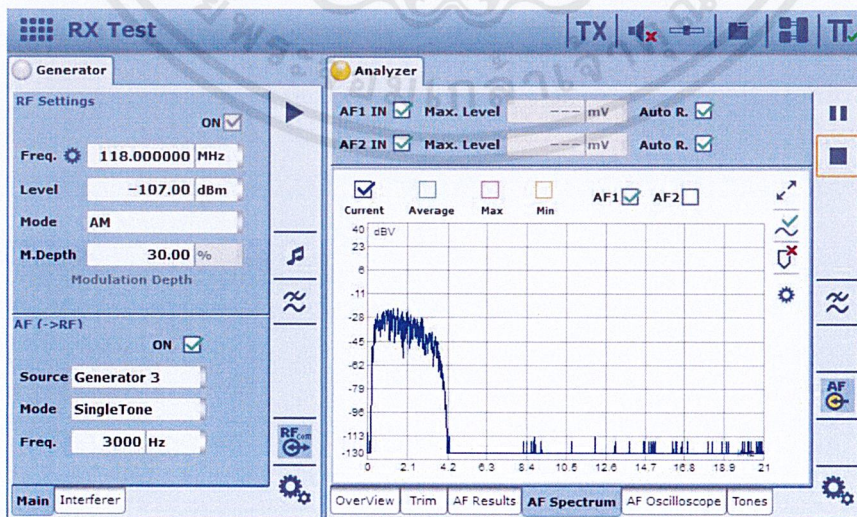 RX Test
TX
Generator
RF Settings
ON
Freq. 118.000000 MHz
Level -107.00 dBm
Mode AM
M.Depth 30.00 %
Modulation Depth
AF (->RF)
ON
Source Generator 3
Mode SingleTone
Freq. 3000 Hz
RF com
Main Interferer
Analyzer
AF1 IN Max. Level --- mV Auto R.
AF2 IN Max. Level --- mV Auto R.
Current Average Max Min AF1 AF2
40 dBV
23
6
-11
-28
-45
-62
-79
-96
-113
-130
0 2.1 4.2 6.3 8.4 10.5 12.6 14.7 16.8 18.9 21
AF
OverView Trim AF Results AF Spectrum AF Oscilloscope Tones